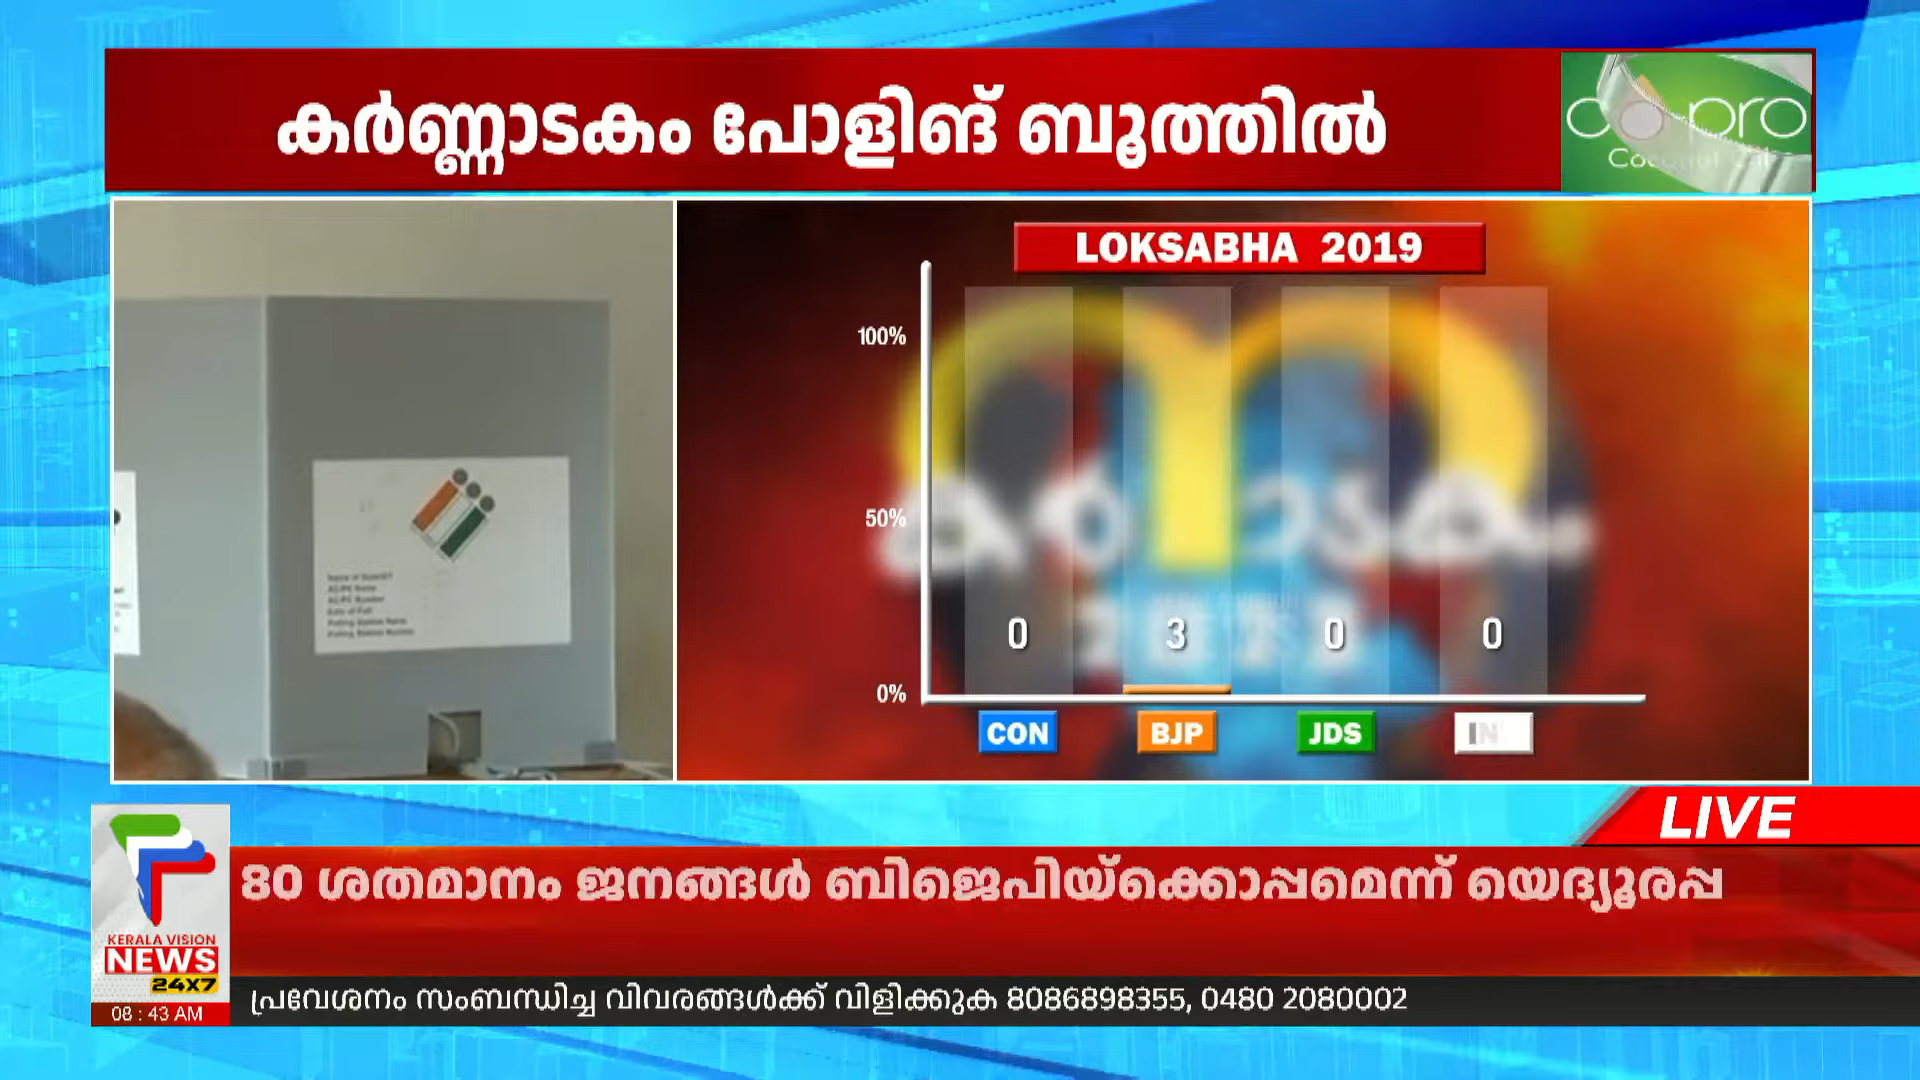 കർണ്ണാടകം പോളിങ് ബൂത്തിൽ
LOKSABHA 2019
100%
50%
0%
0
3
0
0
CON
BJP
JDS
LIVE
80 ശതമാനം ജനങ്ങൾ ബിജെപിയ്ക്കൊപ്പമെന്ന് യെദ്യൂരപ്പ
KERALA VISION
NEWS
24x7
08 : 43 AM
പ്രവേശനം സംബന്ധിച്ച വിവരങ്ങൾക്ക് വിളിക്കുക 8086898355, 0480 2080002